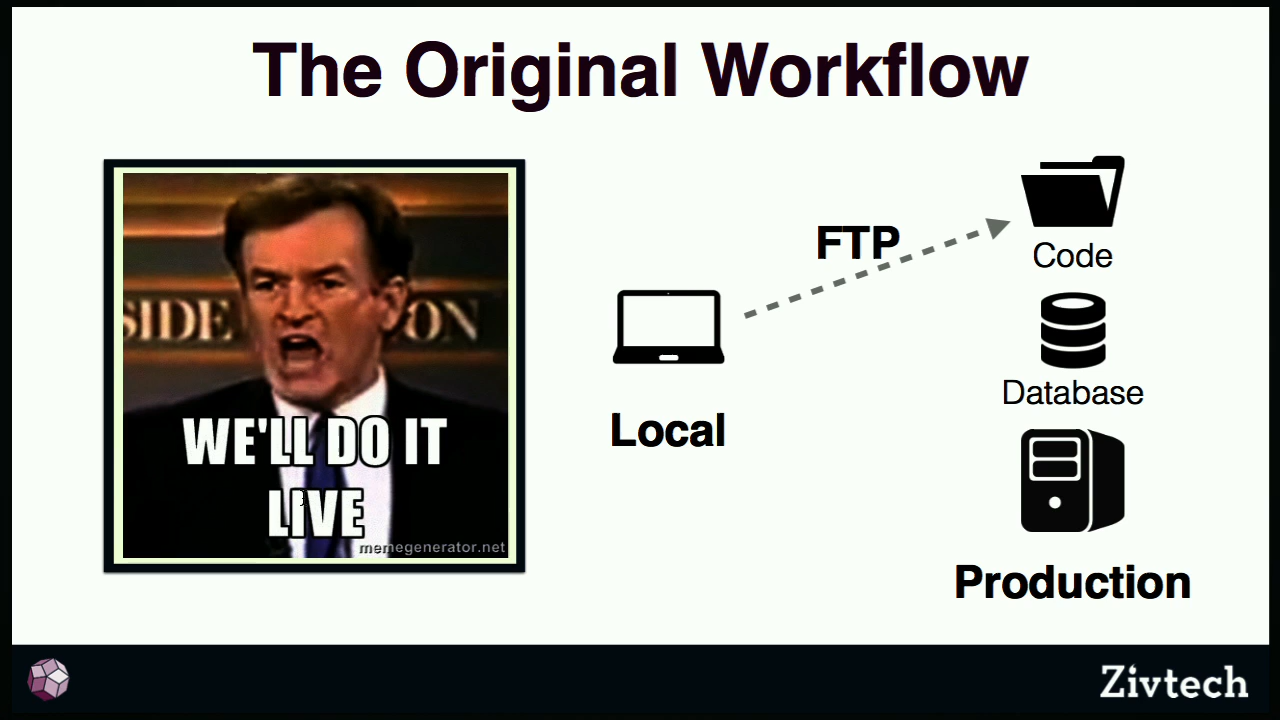 The Original Workflow
SIDE
ON
WE'LL DO IT
LIVE
memegenerator.net
FTP
Local
Code
Database
Production
Zivtech